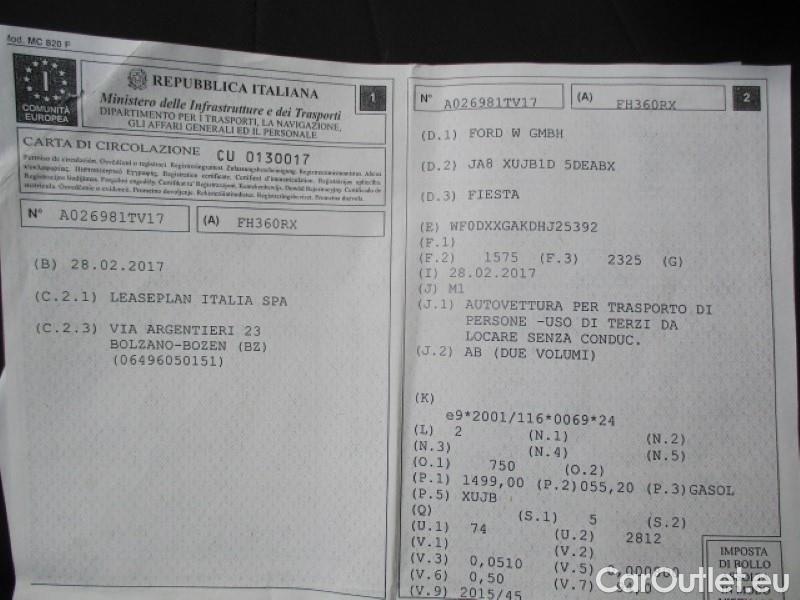 Mod. MC 820 F
I
COMUNITÀ
EUROPEA
REPUBBLICA ITALIANA
Ministero delle Infrastrutture e dei Trasporti
DIPARTIMENTO PER I TRASPORTI, LA NAVIGAZIONE,
GLI AFFARI GENERALI ED IL PERSONALE
1
CARTA DI CIRCOLAZIONE CU 0130017
N° A026981TV17 (A) FH360RX
(B) 28.02.2017
(C.2.1) LEASEPLAN ITALIA SPA
(C.2.3) VIA ARGENTIERI 23
BOLZANO-BOZEN (BZ)
(06496050151)
N° A026981TV17 (A) FH360RX 2
(D.1) FORD W GMBH
(D.2) JA8 XUJB1D 5DEABX
(D.3) FIESTA
(E) WF0DXXGAKDHJ25392
(F.1)
(F.2) 1575 (F.3) 2325 (G)
(I) 28.02.2017
(J) M1
(J.1) AUTOVETTURA PER TRASPORTO DI
PERSONE -USO DI TERZI DA
LOCARE SENZA CONDUC.
(J.2) AB (DUE VOLUMI)
(K)
e9*2001/116*0069*24
(L) 2 (N.1) (N.2)
(N.3) (N.4) (N.5)
(O.1) 750 (O.2)
(P.1) 1499,00 (P.2)055,20 (P.3)GASOL
(P.5) XUJB
(Q) (S.1) 5 (S.2)
(U.1) 74 (U.2) 2812
(V.1) (V.2)
(V.3) 0,0510 (V.5) 0,000
(V.6) 0,50 (V.7)
(V.9) 2015/45
IMPOSTA
DI BOLLO
CarOutlet.eu